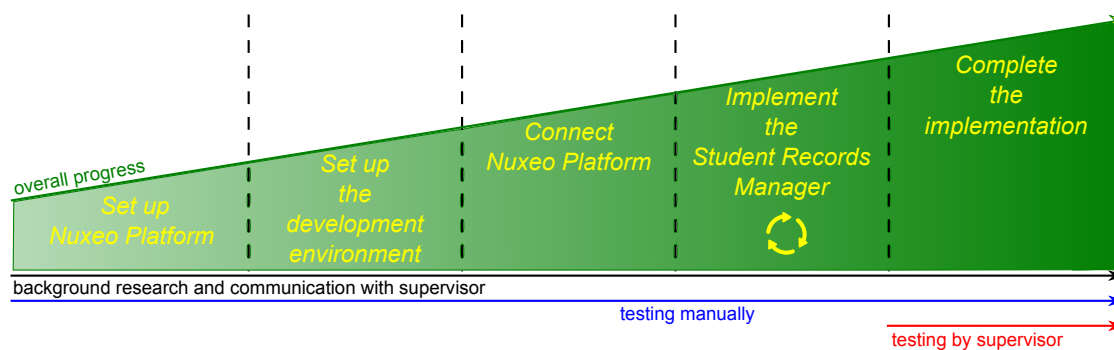 overall progress
Set up
Nuxeo Platform
Set up
the
development
environment
Connect
Nuxeo Platform
Implement
the
Student Records
Manager
Complete
the
implementation
background research and communication with supervisor
testing manually
testing by supervisor